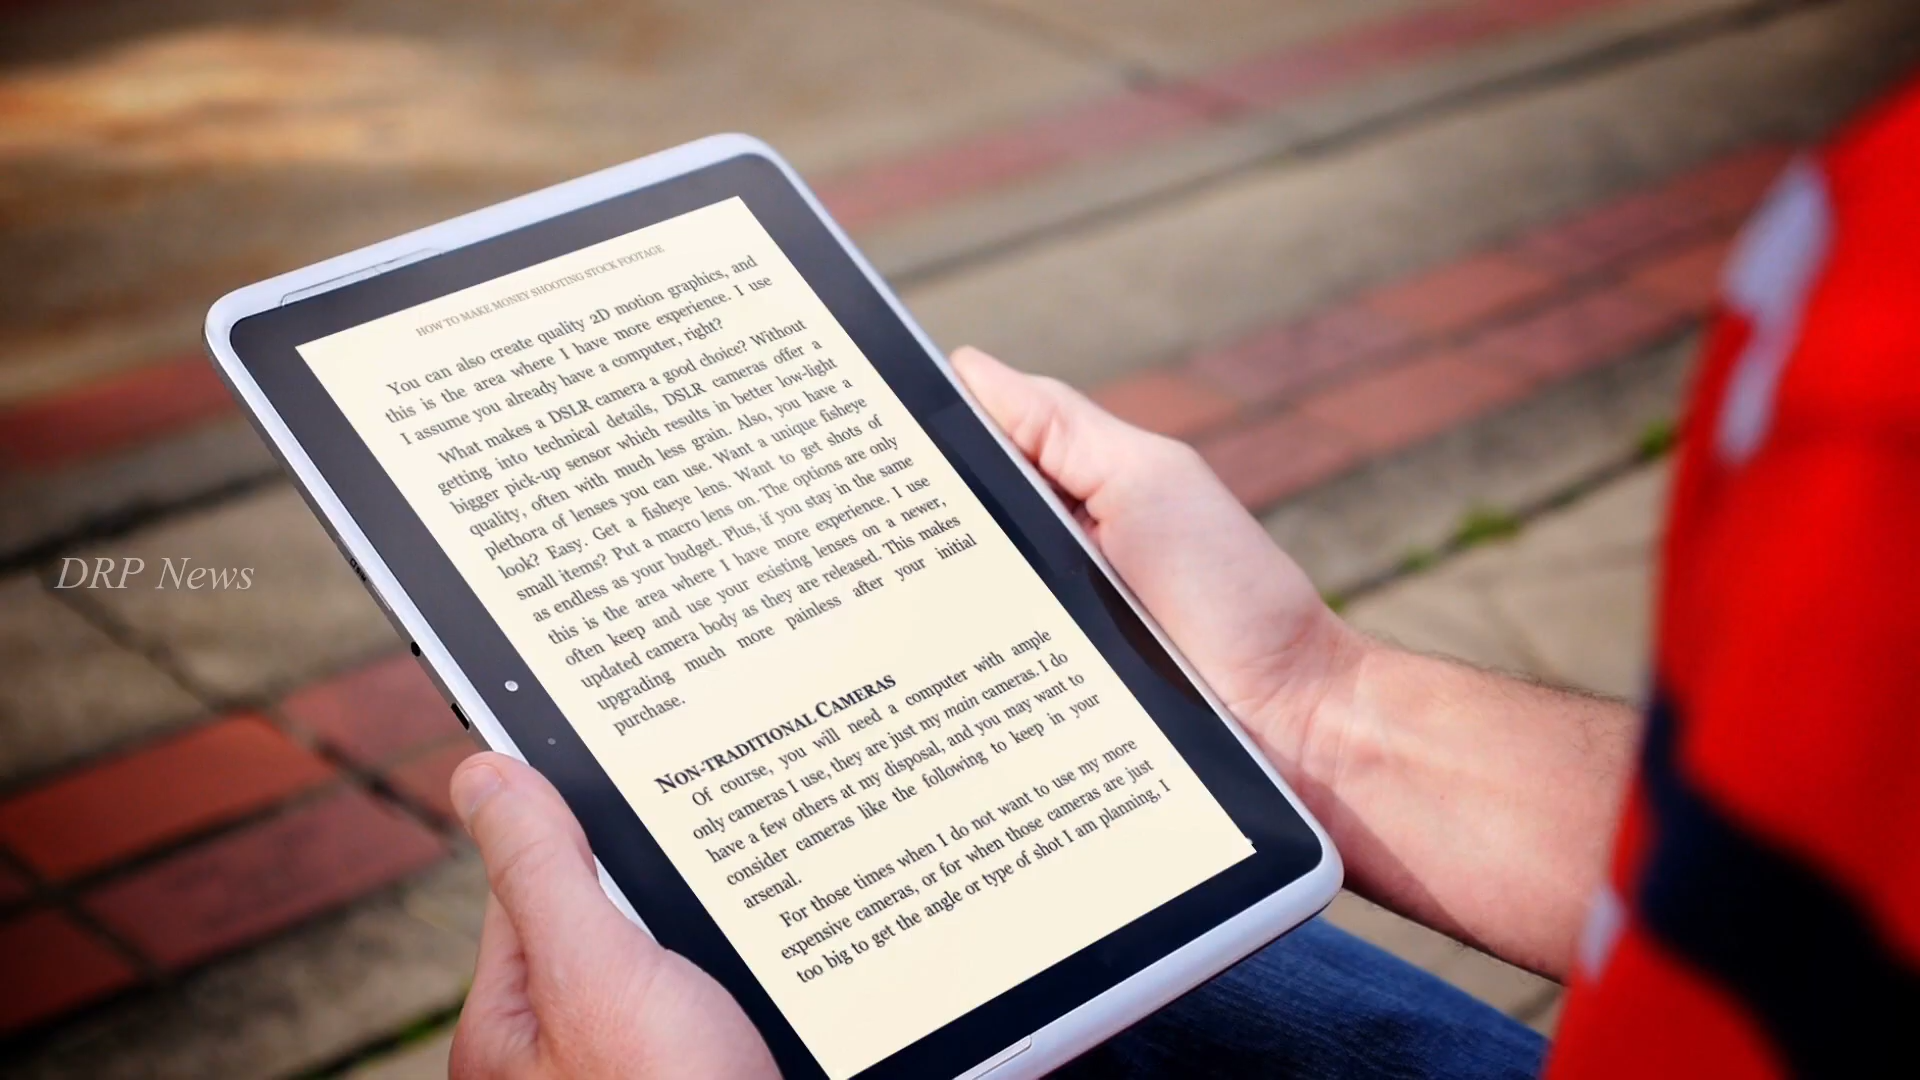 HOW TO MAKE MONEY SHOOTING STOCK FOOTAGE
You can also create quality 2D motion graphics, and
this is the area where I have more experience. I use
I assume you already have a computer, right?
What makes a DSLR camera a good choice? Without
getting into technical details, DSLR cameras offer a
bigger pick-up sensor which results in better low-light
quality, often with much less grain. Also, you have a
plethora of lenses you can use. Want a unique fisheye
look? Easy. Get a fisheye lens. Want to get shots of
small items? Put a macro lens on. The options are only
as endless as your budget. Plus, if you stay in the same
this is the area where I have more experience. I use
often keep and use your existing lenses on a newer,
updated camera body as they are released. This makes
upgrading much more painless after your initial
purchase.
NON-TRADITIONAL CAMERAS
Of course, you will need a computer with ample
only cameras I use, they are just my main cameras. I do
have a few others at my disposal, and you may want to
consider cameras like the following to keep in your
arsenal.
For those times when I do not want to use my more
expensive cameras, or for when those cameras are just
too big to get the angle or type of shot I am planning, I
DRP News